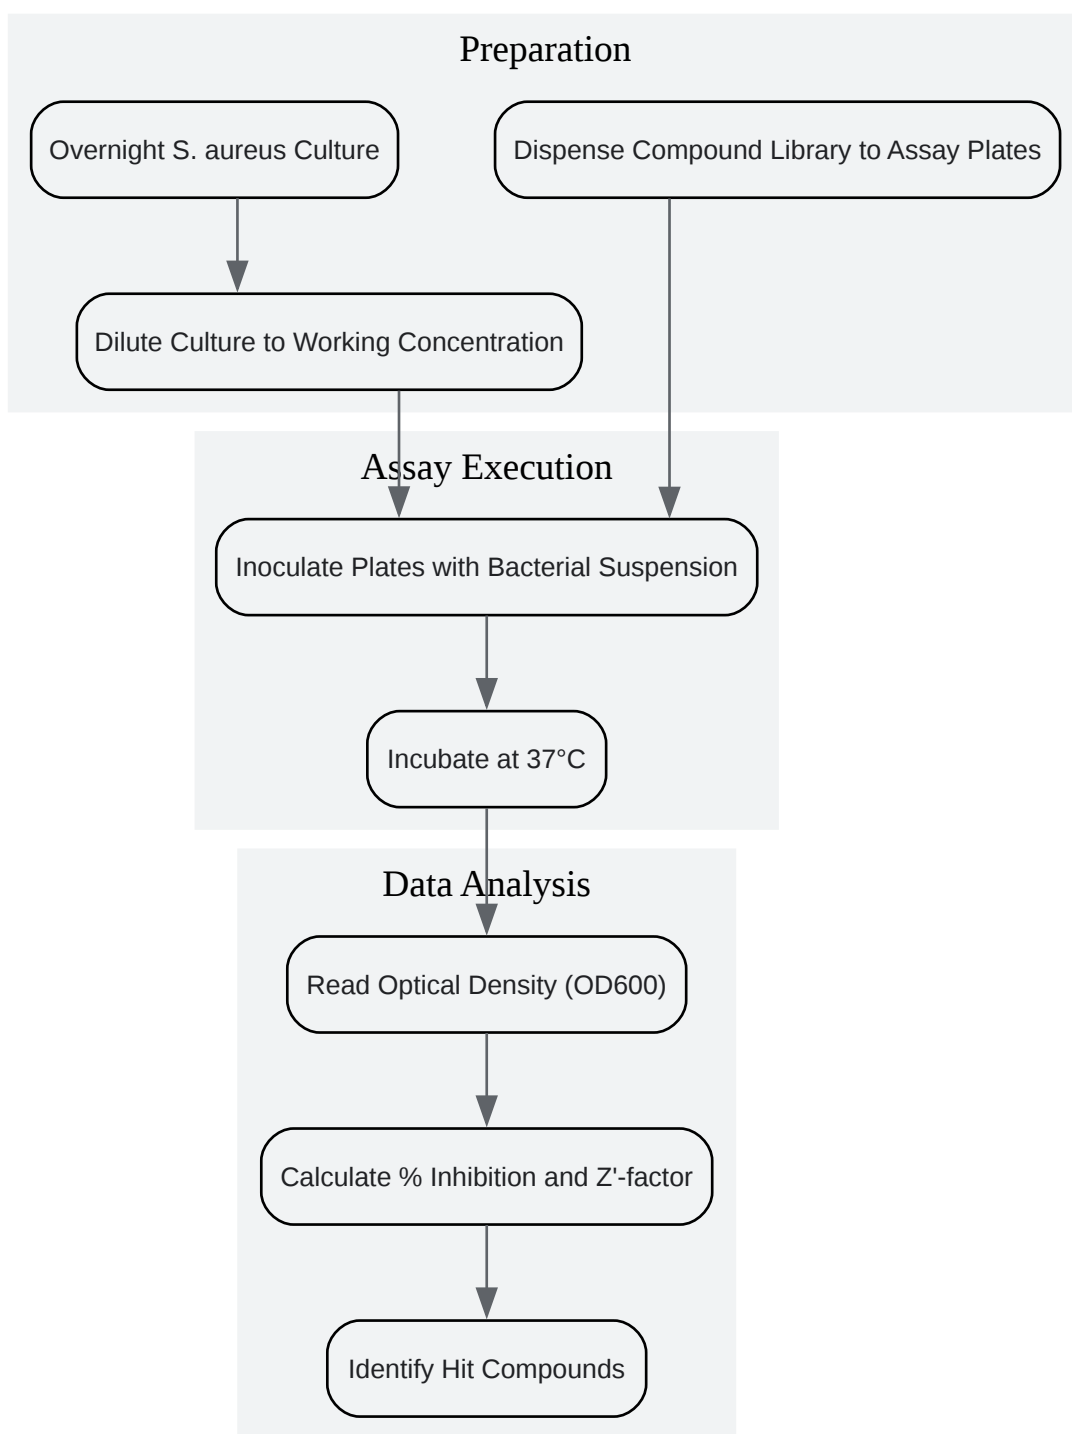 Preparation
Overnight S. aureus Culture
Dispense Compound Library to Assay Plates
Dilute Culture to Working Concentration
Assay Execution
Inoculate Plates with Bacterial Suspension
Incubate at 37°C
Data Analysis
Read Optical Density (OD600)
Calculate % Inhibition and Z'-factor
Identify Hit Compounds